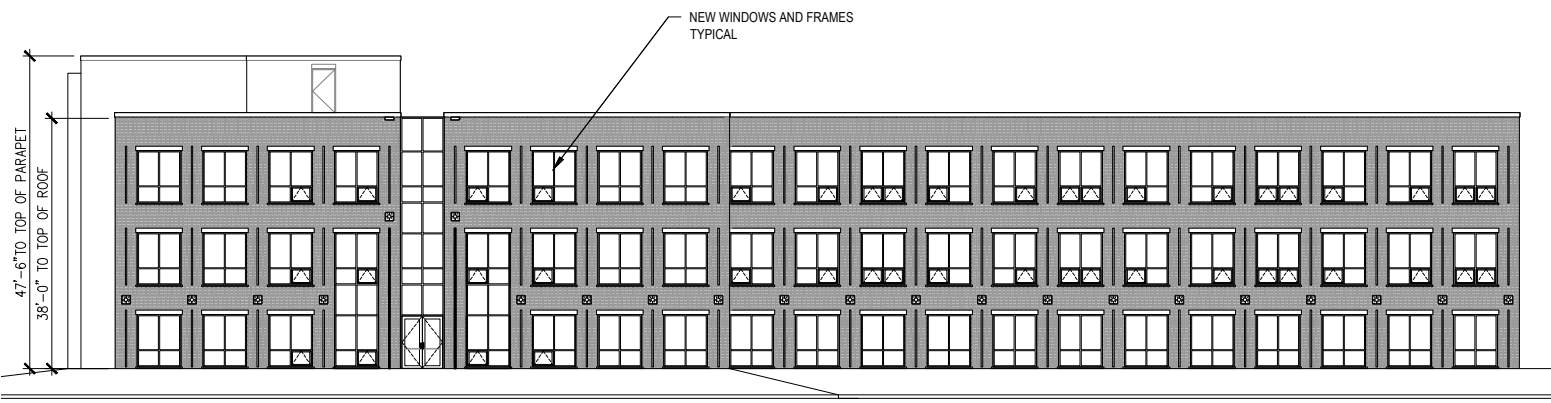 NEW WINDOWS AND FRAMES
TYPICAL
47'-6"TO TOP OF PARAPET
38'-0" TO TOP OF ROOF